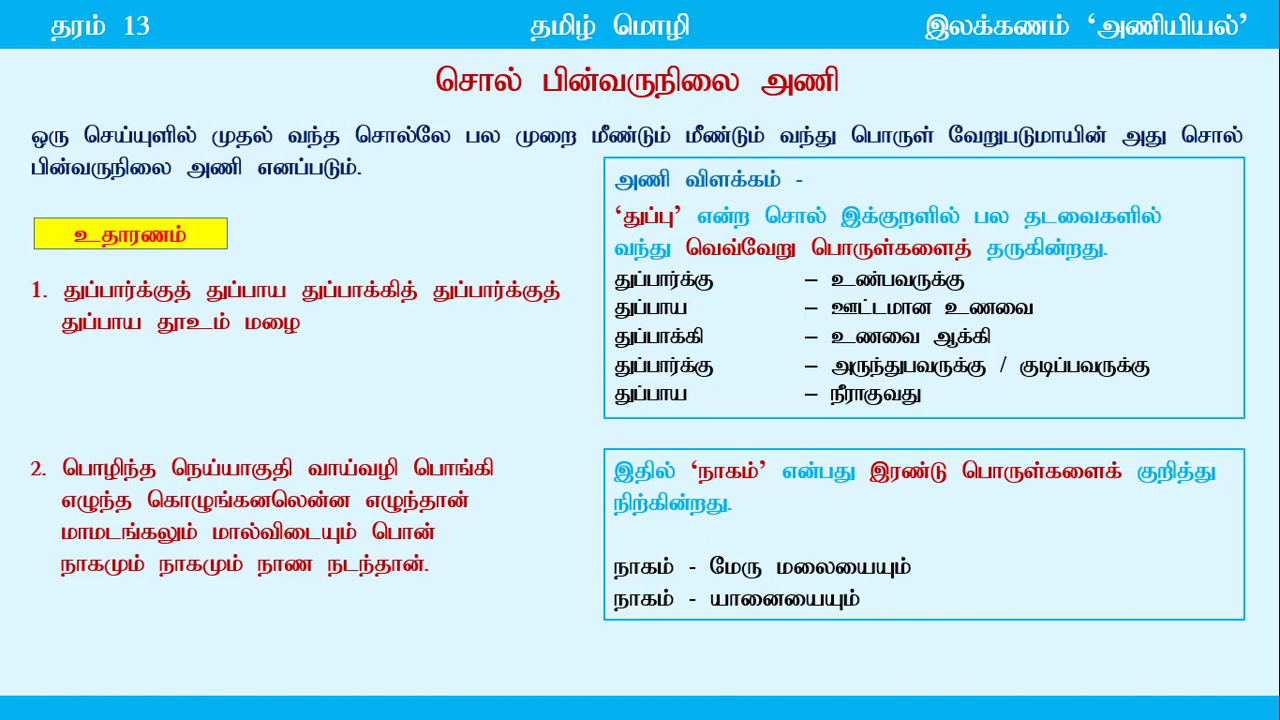 தரம் 13 தமிழ் மொழி இலக்கணம் ‘அணியியல்’
சொல் பின்வருநிலை அணி
ஒரு செய்யுளில் முதல் வந்த சொல்லே பல முறை மீண்டும் மீண்டும் வந்து பொருள் வேறுபடுமாயின் அது சொல்
பின்வருநிலை அணி எனப்படும்.
உதாரணம்
1. துப்பார்க்குத் துப்பாய துப்பாக்கித் துப்பார்க்குத்
துப்பாய தூஉம் மழை
அணி விளக்கம் -
‘துப்பு’ என்ற சொல் இக்குறளில் பல தடவைகளில்
வந்து வெவ்வேறு பொருள்களைத் தருகின்றது.
துப்பார்க்கு – உண்பவருக்கு
துப்பாய – ஊட்டமான உணவை
துப்பாக்கி – உணவை ஆக்கி
துப்பார்க்கு – அருந்துபவருக்கு / குடிப்பவருக்கு
துப்பாய – நீராகுவது
2. பொழிந்த நெய்யாகுதி வாய்வழி பொங்கி
எழுந்த கொழுங்கனலென்ன எழுந்தான்
மாமடங்கலும் மால்விடையும் பொன்
நாகமும் நாகமும் நாண நடந்தான்.
இதில் ‘நாகம்’ என்பது இரண்டு பொருள்களைக் குறித்து
நிற்கின்றது.
நாகம் - மேரு மலையையும்
நாகம் - யானையையும்